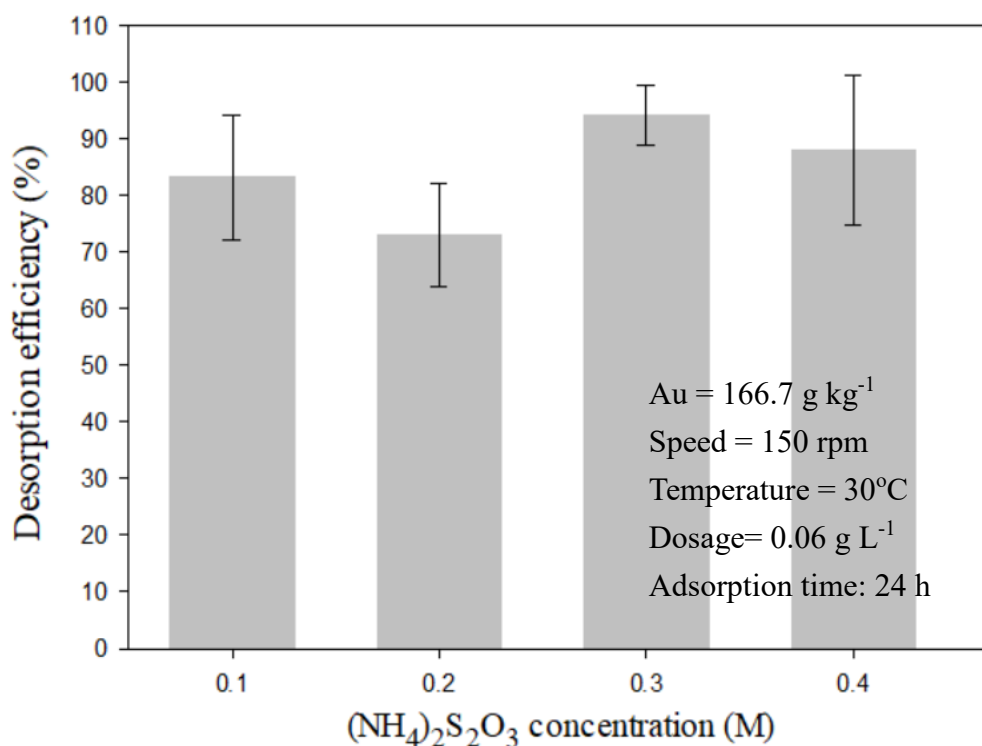 110
100
90
80
70
60
50
40
30
20
10
0
Desorption efficiency (%)
Au = 166.7 g kg⁻¹
Speed = 150 rpm
Temperature = 30°C
Dosage= 0.06 g L⁻¹
Adsorption time: 24 h
0.1 0.2 0.3 0.4
(NH₄)₂S₂O₃ concentration (M)